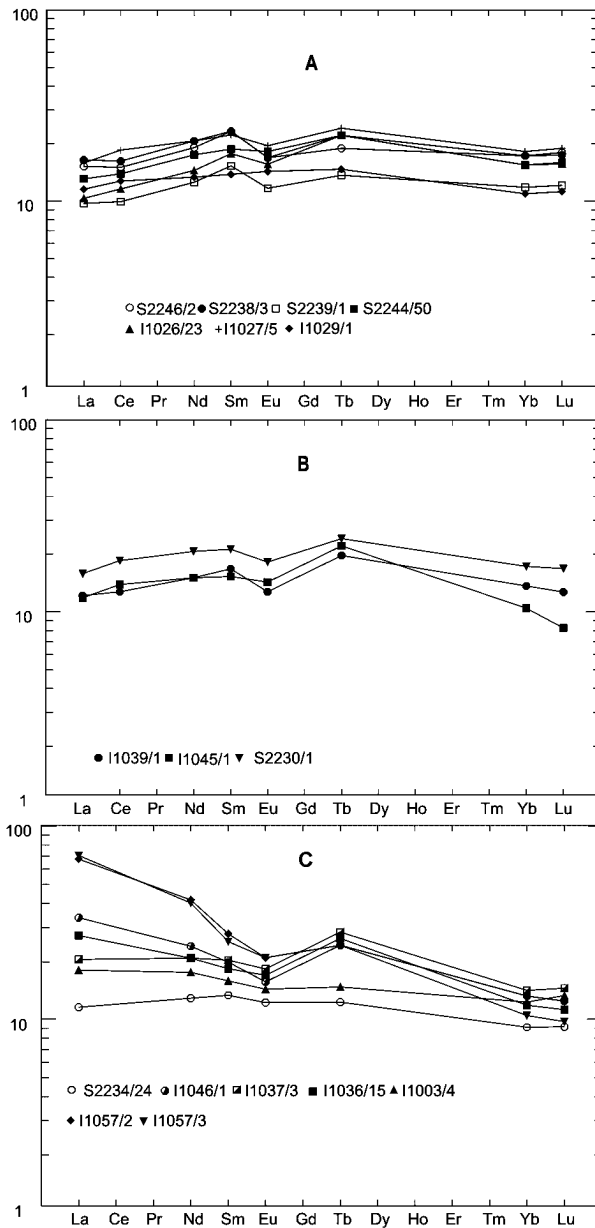 100
A
10
○ S2246/2 ● S2238/3 □ S2239/1 ■ S2244/50
▲ I1026/23 + I1027/5 ◆ I1029/1
1
La Ce Pr Nd Sm Eu Gd Tb Dy Ho Er Tm Yb Lu
100
B
10
● I1039/1 ■ I1045/1 ▼ S2230/1
1
La Ce Pr Nd Sm Eu Gd Tb Dy Ho Er Tm Yb Lu
100
C
10
○ S2234/24 ◑ I1046/1 ◪ I1037/3 ■ I1036/15 ▲ I1003/4
◆ I1057/2 ▼ I1057/3
1
La Ce Pr Nd Sm Eu Gd Tb Dy Ho Er Tm Yb Lu